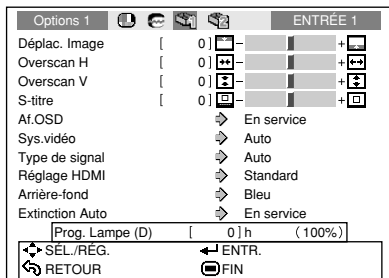 Options 1 ENTRÉE 1
Déplac. Image [ 0 ] - +
Overscan H [ 0 ] - +
Overscan V [ 0 ] - +
S-titre [ 0 ] - +
Af.OSD En service
Sys.vidéo Auto
Type de signal Auto
Réglage HDMI Standard
Arrière-fond Bleu
Extinction Auto En service
Prog. Lampe (D) [ 0 ] h (100%)
SÉL./RÉG. ENTR.
RETOUR FIN